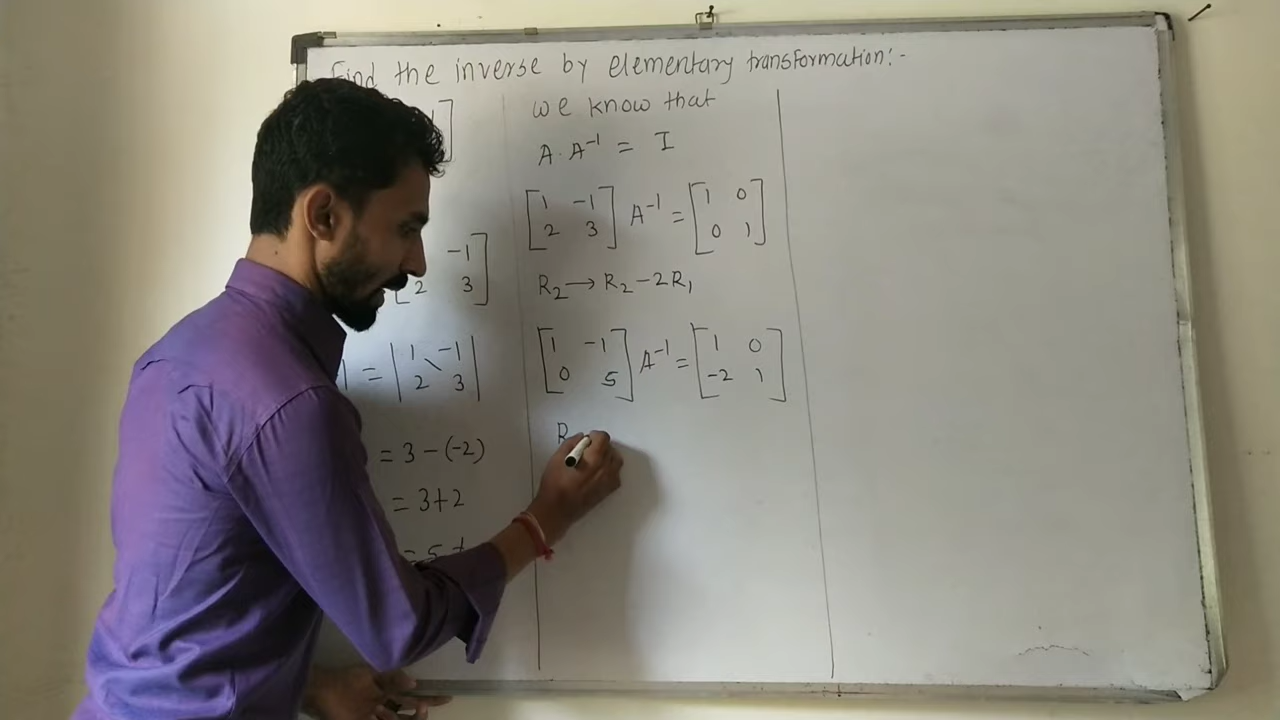 Find the inverse by elementary transformation:-
-1
2 3
= | 1 -1 |
| 2 3 |
= 3 - (-2)
= 3+2
= 5 ≠
we know that
A · A⁻¹ = I
[ 1 -1 ] A⁻¹ = [ 1 0 ]
[ 2 3 ] [ 0 1 ]
R₂ → R₂ - 2R₁
[ 1 -1 ] A⁻¹ = [ 1 0 ]
[ 0 5 ] [ -2 1 ]
R